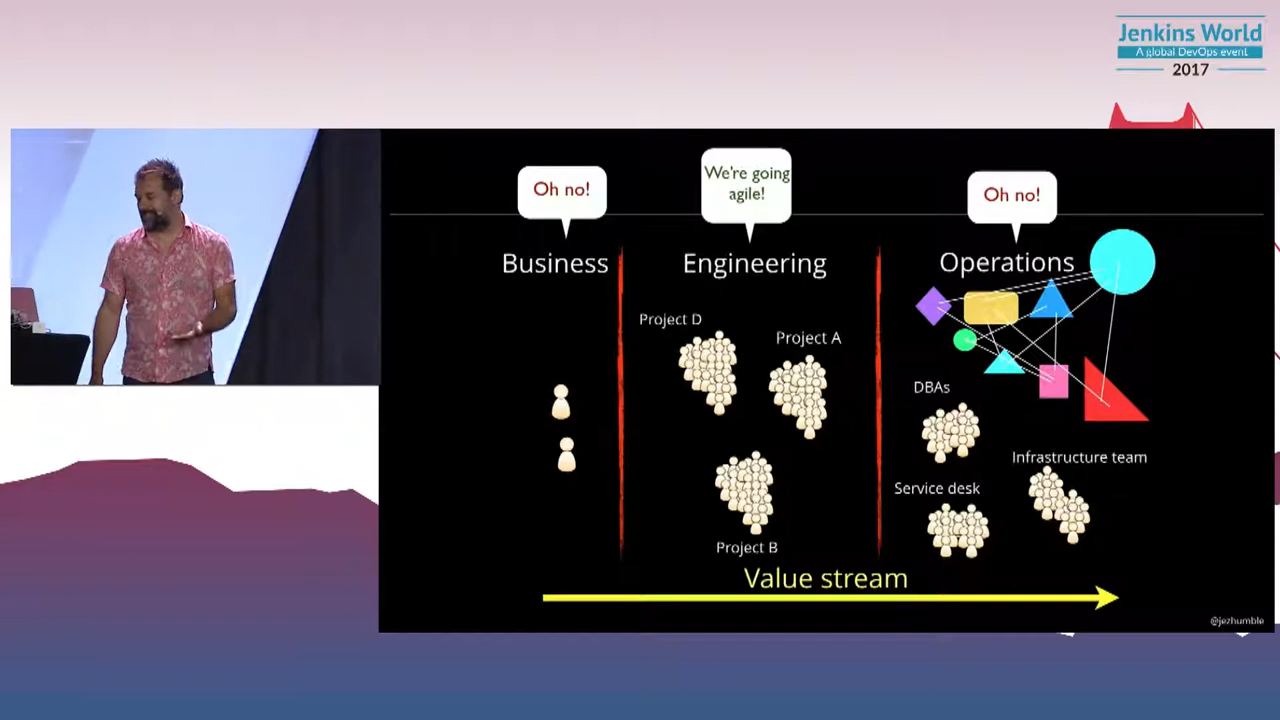 Jenkins World
A global DevOps event
2017
Oh no!
We're going
agile!
Oh no!
Business
Engineering
Operations
Project D
Project A
DBAs
Infrastructure team
Service desk
Project B
Value stream
@jezhumble